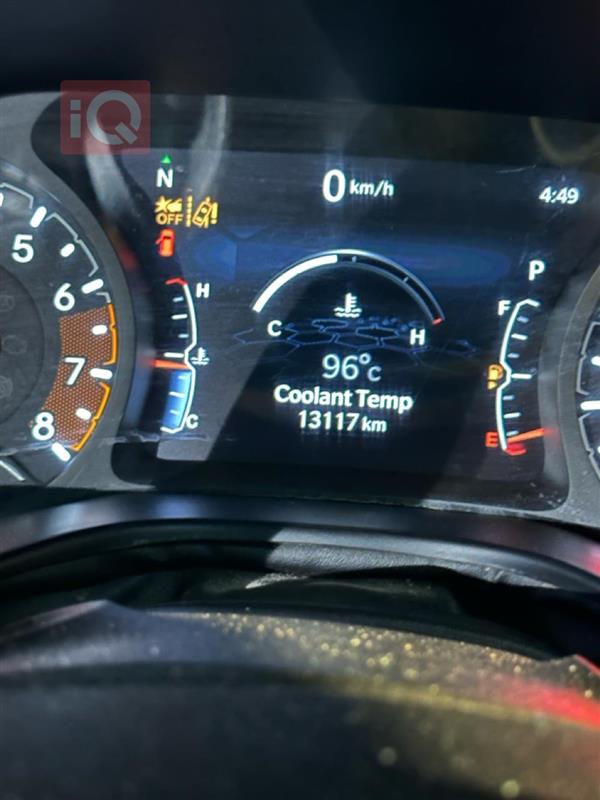 iQ
N
0 km/h
4:49
OFF
5
6
7
8
H
C
C
H
P
F
E
96°C
Coolant Temp
13117 km